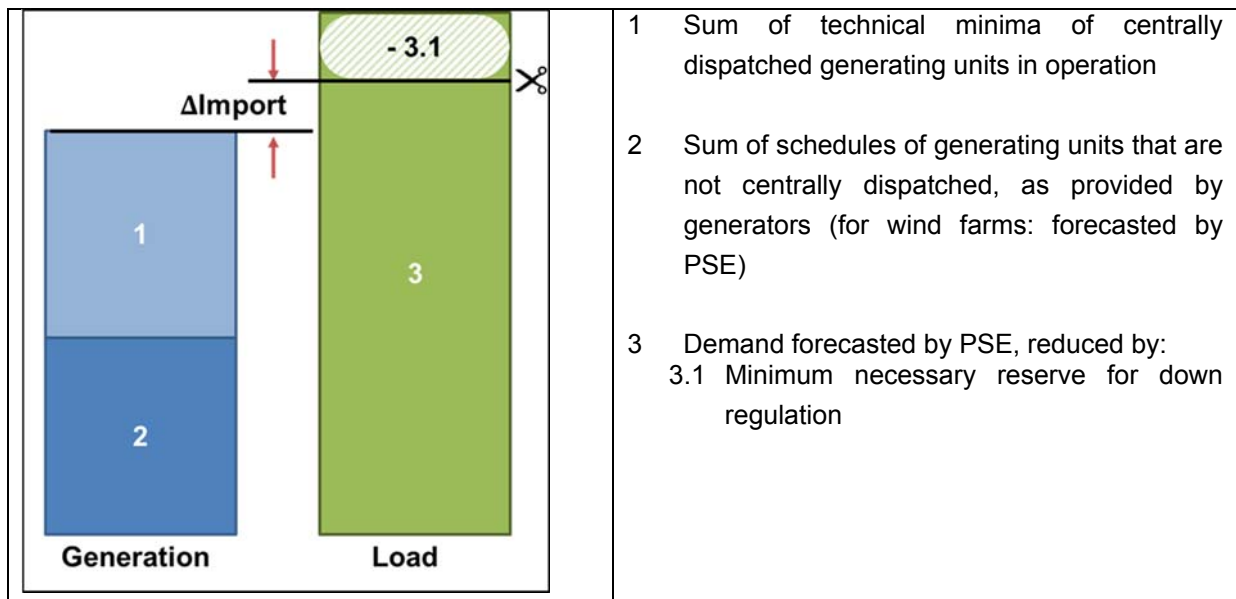 - 3.1
ΔImport
1
3
2
Generation
Load
1 Sum of technical minima of centrally
dispatched generating units in operation
2 Sum of schedules of generating units that are
not centrally dispatched, as provided by
generators (for wind farms: forecasted by
PSE)
3 Demand forecasted by PSE, reduced by:
3.1 Minimum necessary reserve for down
regulation